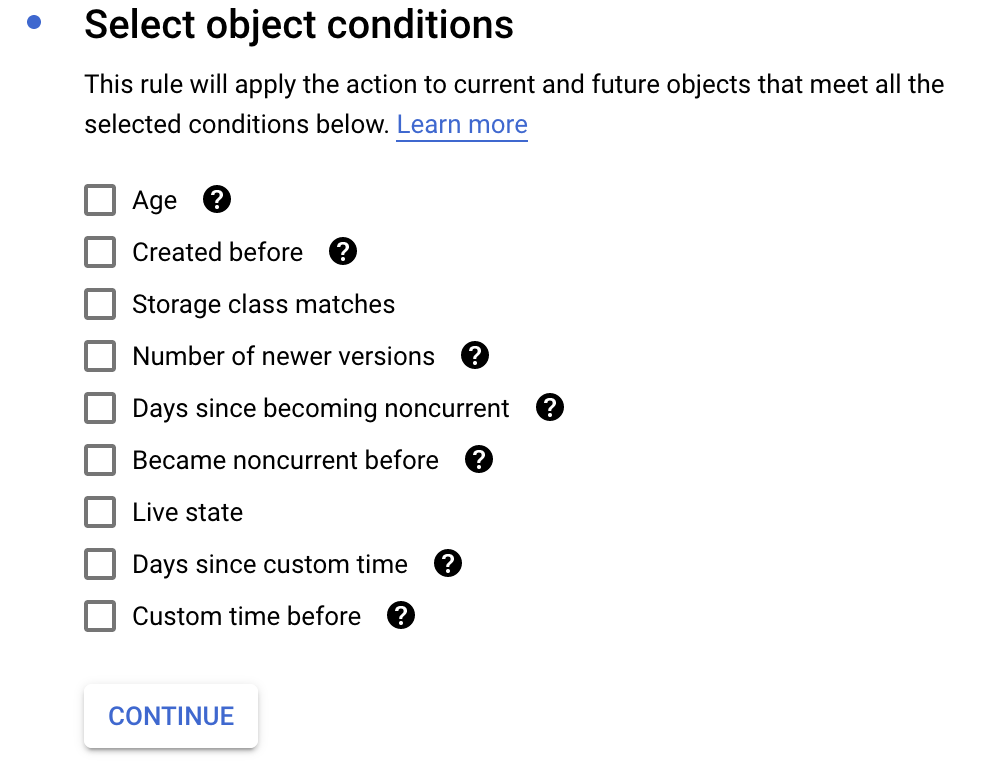 Select object conditions
This rule will apply the action to current and future objects that meet all the
selected conditions below. Learn more
Age ?
Created before ?
Storage class matches
Number of newer versions ?
Days since becoming noncurrent ?
Became noncurrent before ?
Live state
Days since custom time ?
Custom time before ?
CONTINUE